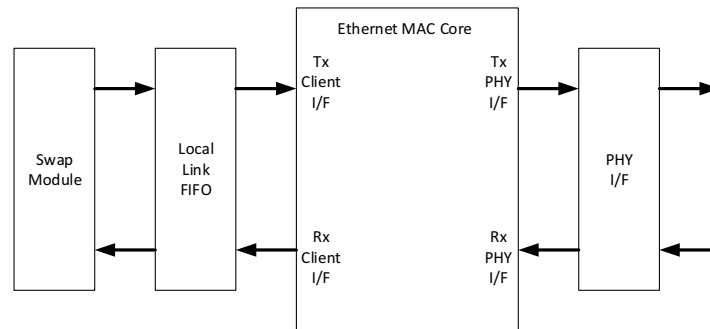 Ethernet MAC Core
Tx
Client
I/F
Tx
PHY
I/F
Swap
Module
Local
Link
FIFO
PHY
I/F
Rx
Client
I/F
Rx
PHY
I/F